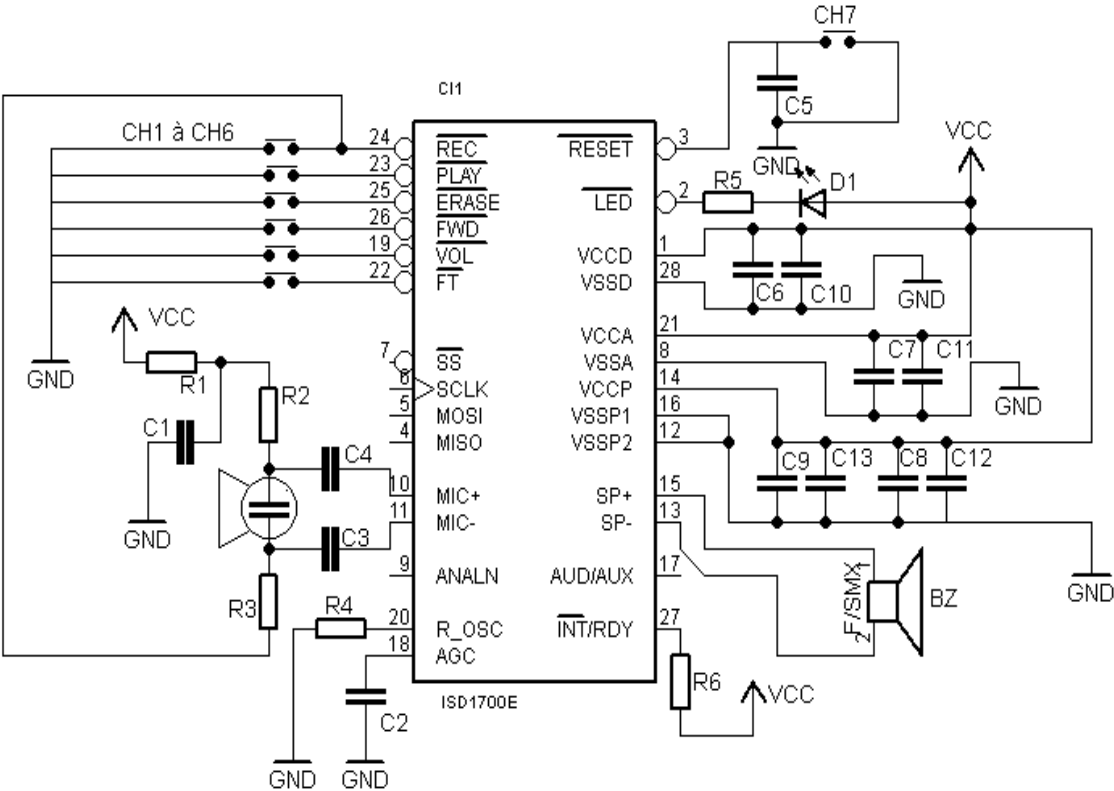 CH7
CI1
C5
CH1 à CH6
24 REC RESET 3
GND
VCC
23 PLAY
R5 D1
25 ERASE LED 2
26 FWD
19 VOL VCCD 1
22 FT VSSD 28
C6 C10 GND
VCC
VCCA 21
C7 C11
7 SS VSSA 8
GND R1
6 SCLK VCCP 14
R2 GND
5 MOSI VSSP1 16
C1
4 MISO VSSP2 12
C4 C9 C13 C8 C12
10 MIC+ SP+ 15
11 MIC- SP- 13
GND C3
9 ANALN AUD/AUX 17
GND
R3 R4 2 F/SMX 1 BZ
20 R_OSC INT/RDY 27
18 AGC
R6 VCC
ISD1700E
C2
GND GND